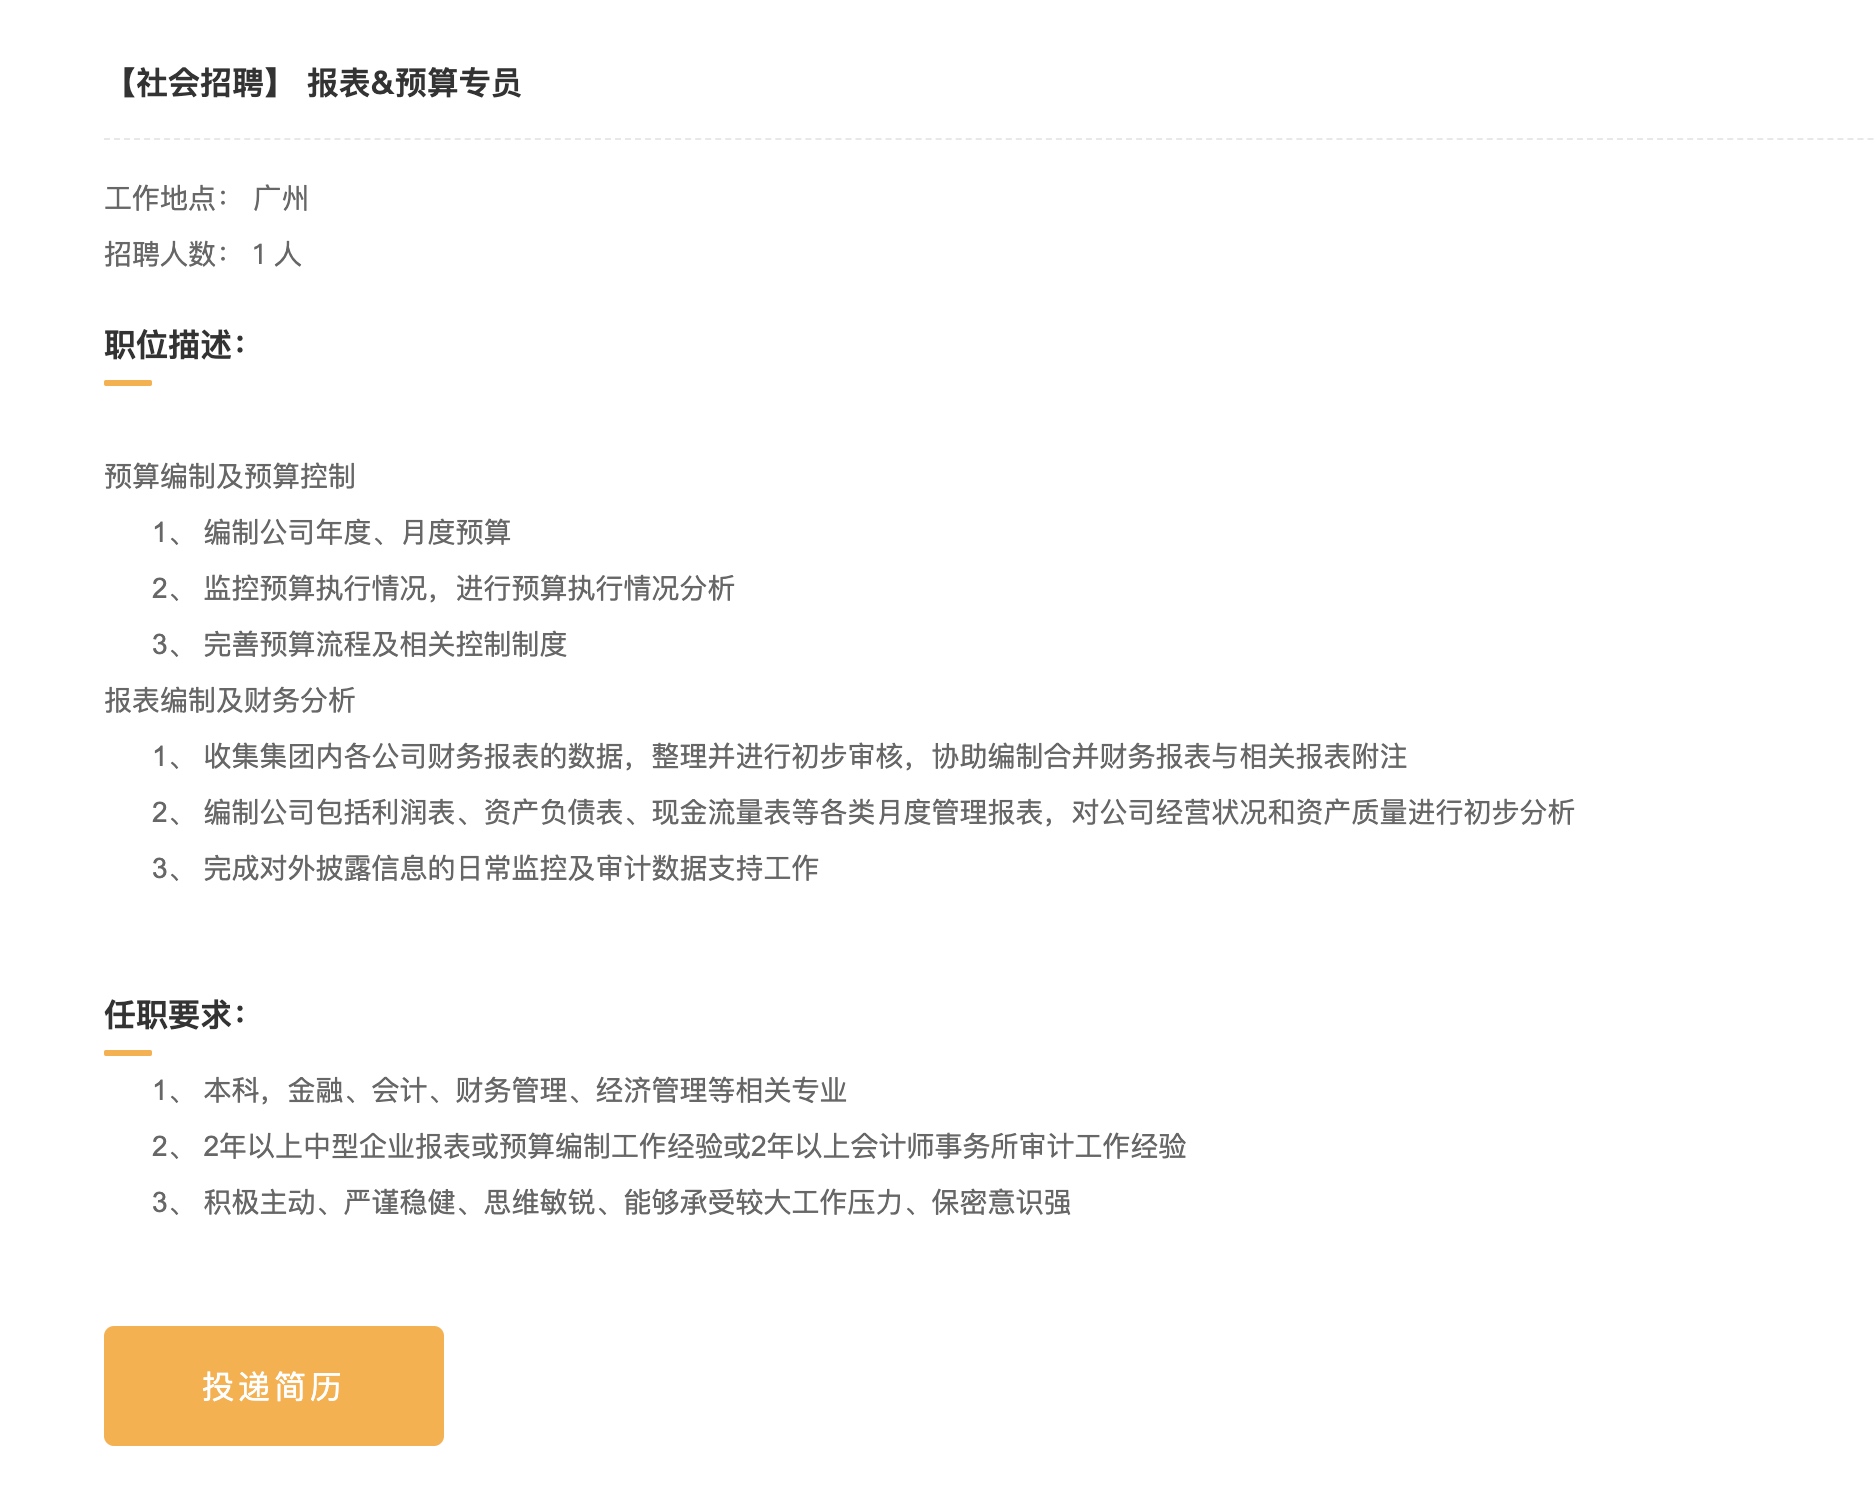 【社会招聘】 报表&预算专员
工作地点： 广州
招聘人数： 1 人
职位描述：
预算编制及预算控制
1、 编制公司年度、月度预算
2、 监控预算执行情况，进行预算执行情况分析
3、 完善预算流程及相关控制制度
报表编制及财务分析
1、 收集集团内各公司财务报表的数据，整理并进行初步审核，协助编制合并财务报表与相关报表附注
2、 编制公司包括利润表、资产负债表、现金流量表等各类月度管理报表，对公司经营状况和资产质量进行初步分析
3、 完成对外披露信息的日常监控及审计数据支持工作
任职要求：
1、 本科，金融、会计、财务管理、经济管理等相关专业
2、 2年以上中型企业报表或预算编制工作经验或2年以上会计师事务所审计工作经验
3、 积极主动、严谨稳健、思维敏锐、能够承受较大工作压力、保密意识强
投递简历